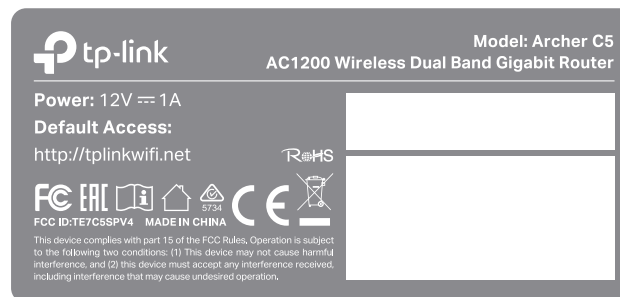 tp-link
Model: Archer C5
AC1200 Wireless Dual Band Gigabit Router
Power: 12V ⎓ 1A
Default Access:
http://tplinkwifi.net
RoHS
FC EAC i 5734 CE
FCC ID:TE7C5SPV4 MADE IN CHINA
This device complies with part 15 of the FCC Rules, Operation is subject
to the following two conditions: (1) This device may not cause harmful
interference, and (2) this device must accept any interference received,
including interference that may cause undesired operation.